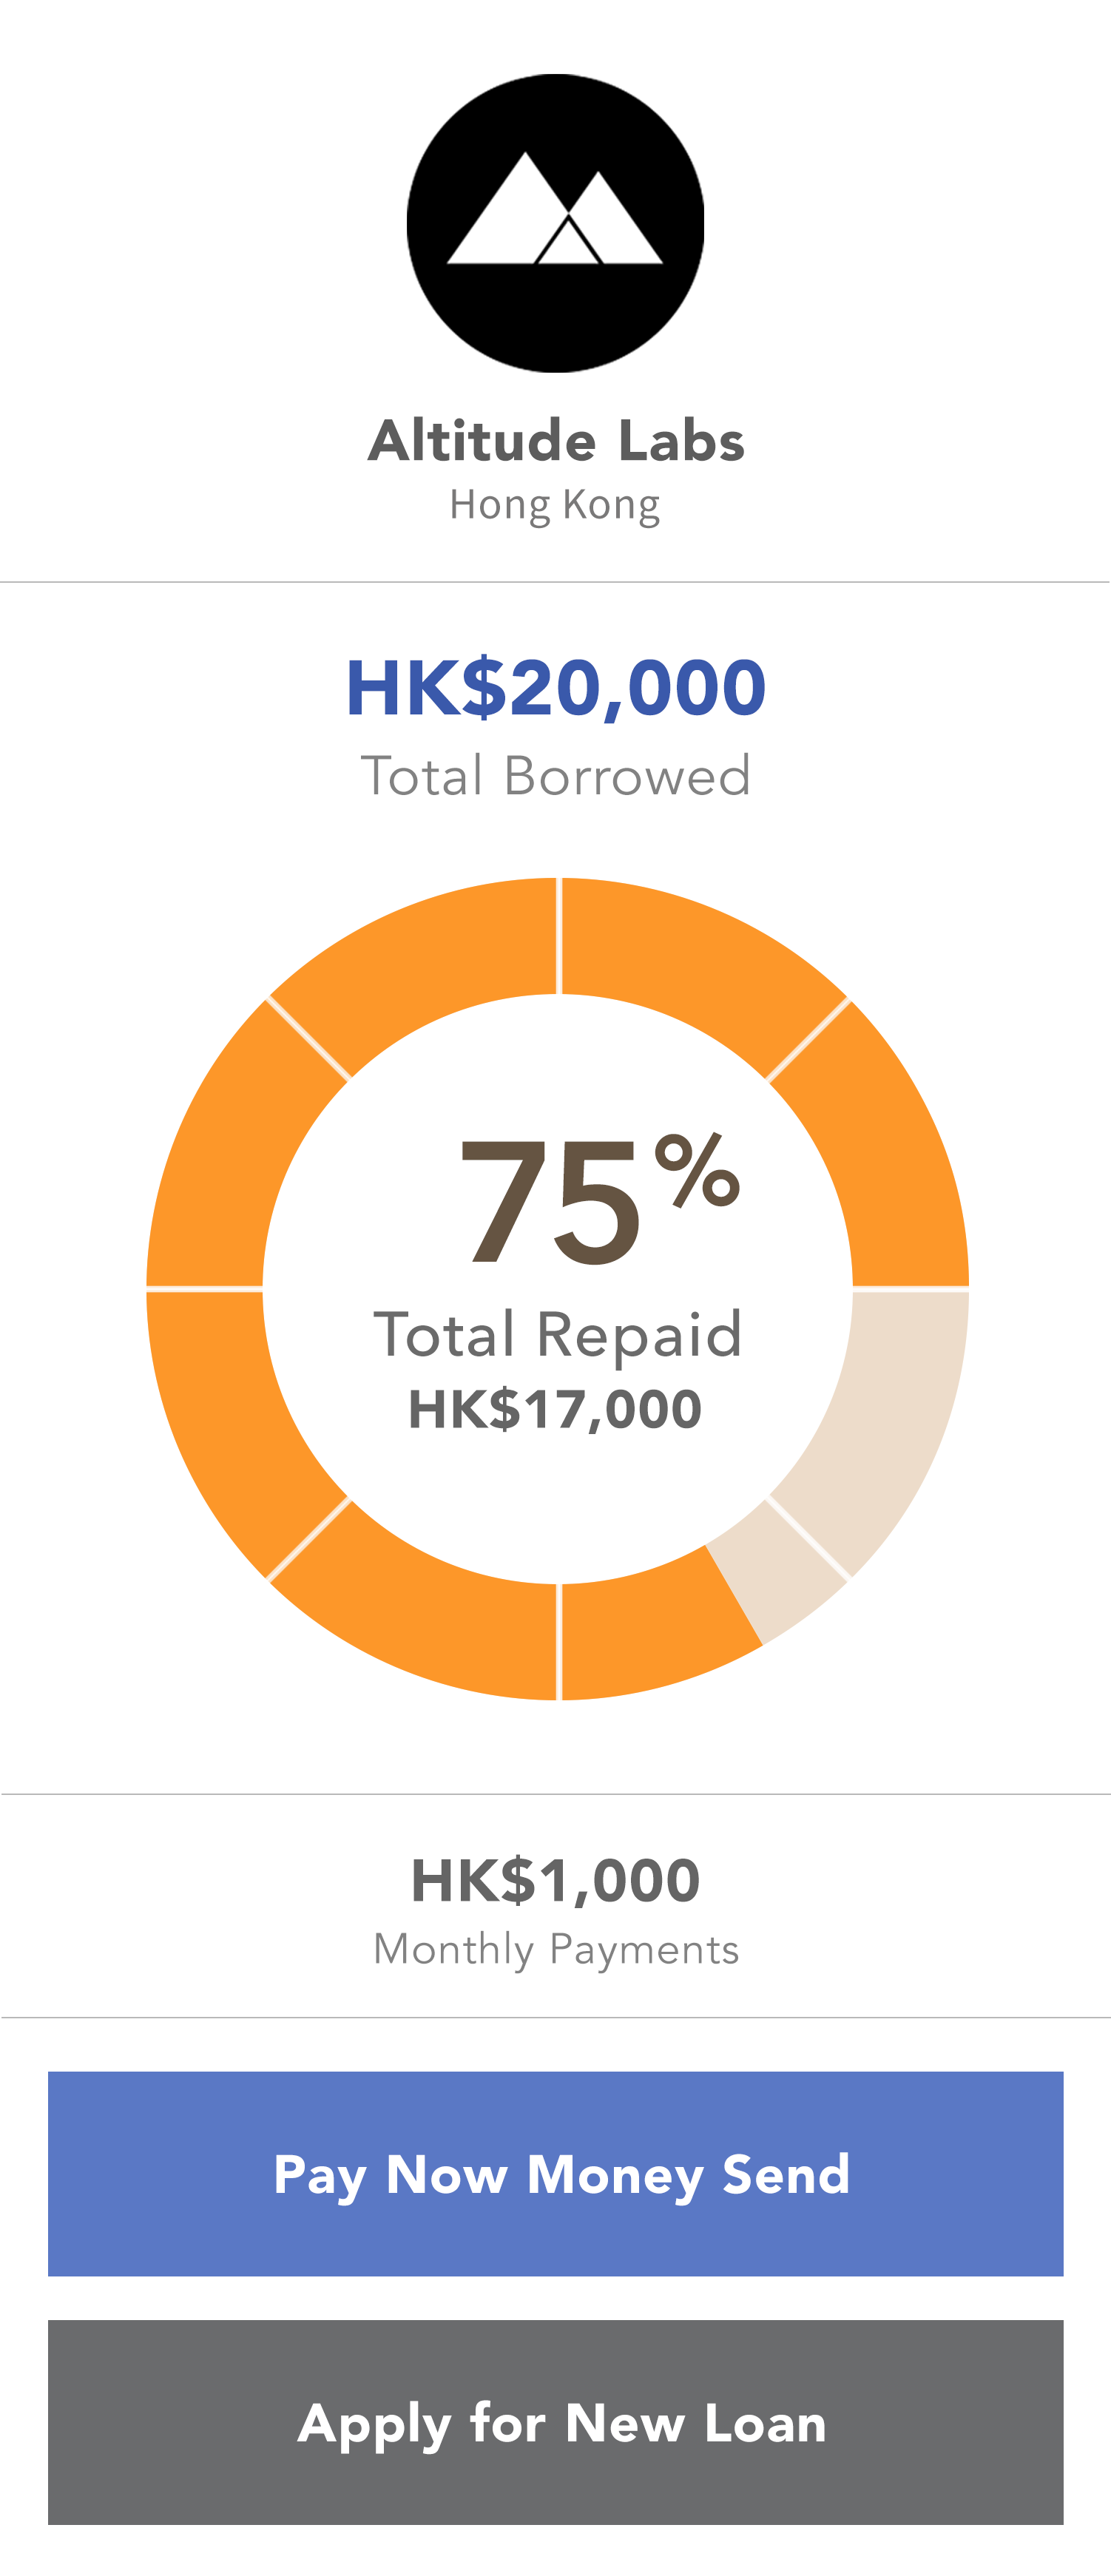 Altitude Labs
Hong Kong
HK$20,000
Total Borrowed
75%
Total Repaid
HK$17,000
HK$1,000
Monthly Payments
Pay Now Money Send
Apply for New Loan